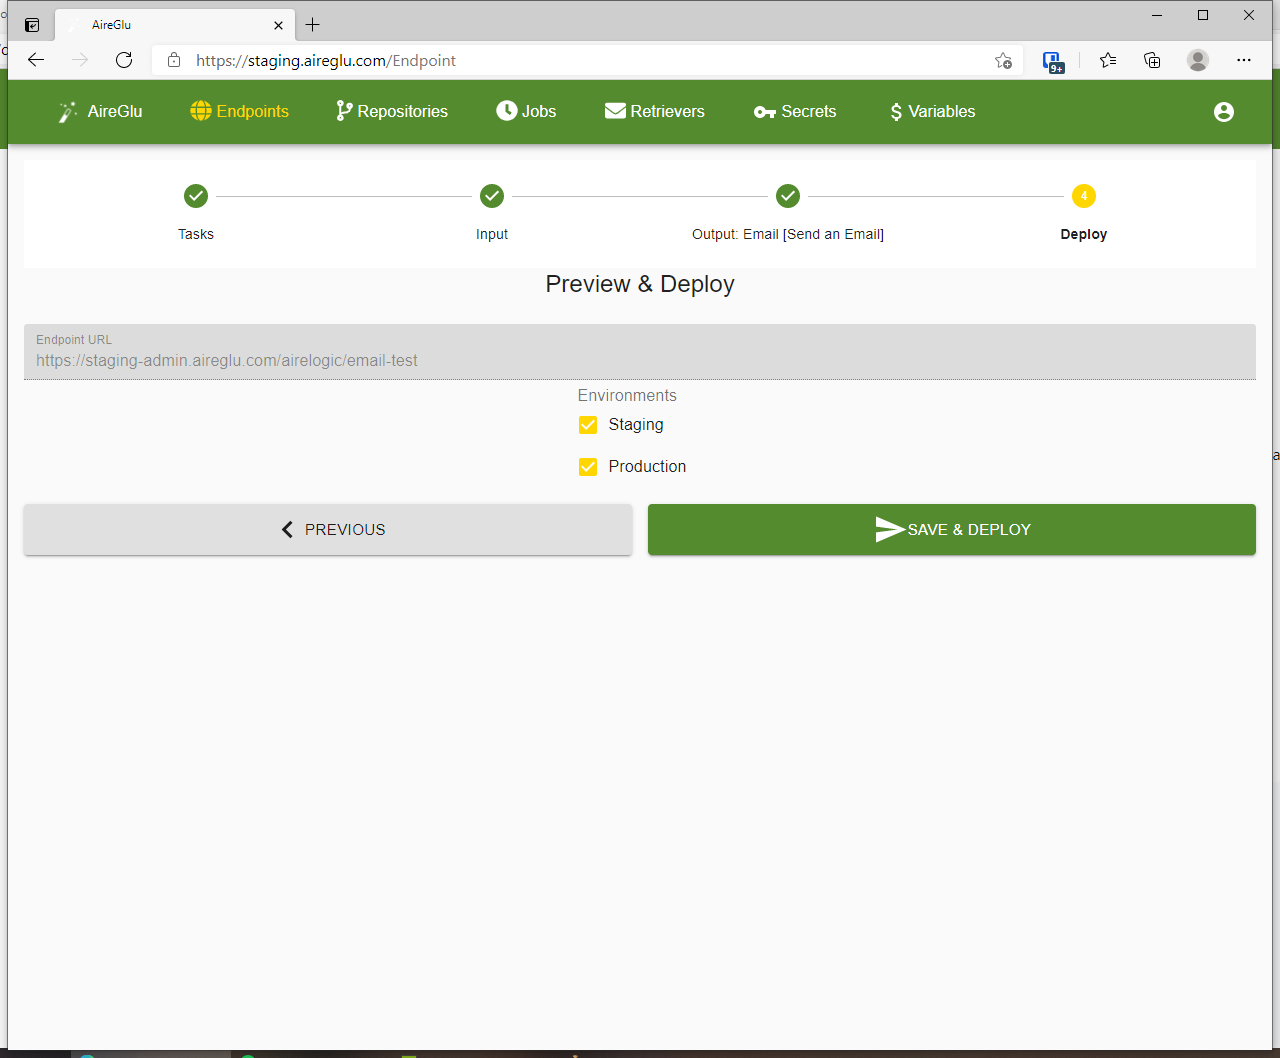 AireGlu
https://staging.aireglu.com/Endpoint
9+
AireGlu Endpoints Repositories Jobs Retrievers Secrets Variables
4
Tasks Input Output: Email [Send an Email] Deploy
Preview & Deploy
Endpoint URL
https://staging-admin.aireglu.com/airelogic/email-test
Environments
Staging
Production
PREVIOUS SAVE & DEPLOY